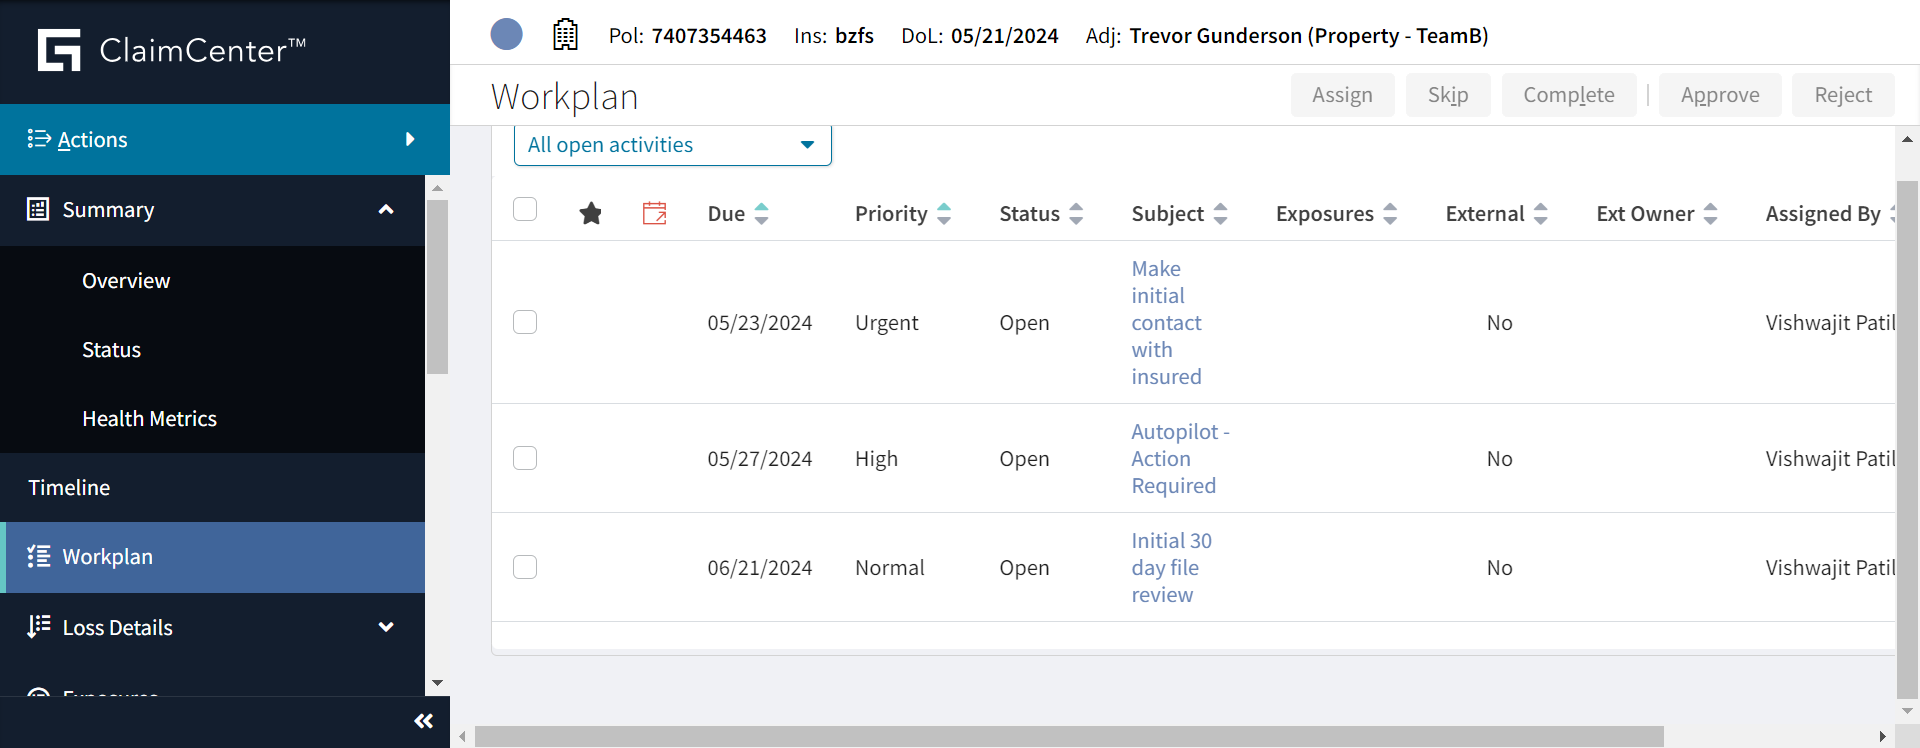 ClaimCenter™
Pol: 7407354463 Ins: bzfs DoL: 05/21/2024 Adj: Trevor Gunderson (Property - TeamB)
Workplan
Assign Skip Complete Approve Reject
Actions
Summary
Overview
Status
Health Metrics
Timeline
Workplan
Loss Details
Exposures
All open activities
Due Priority Status Subject Exposures External Ext Owner Assigned By
05/23/2024 Urgent Open Make initial contact with insured No Vishwajit Patil
05/27/2024 High Open Autopilot - Action Required No Vishwajit Patil
06/21/2024 Normal Open Initial 30 day file review No Vishwajit Patil